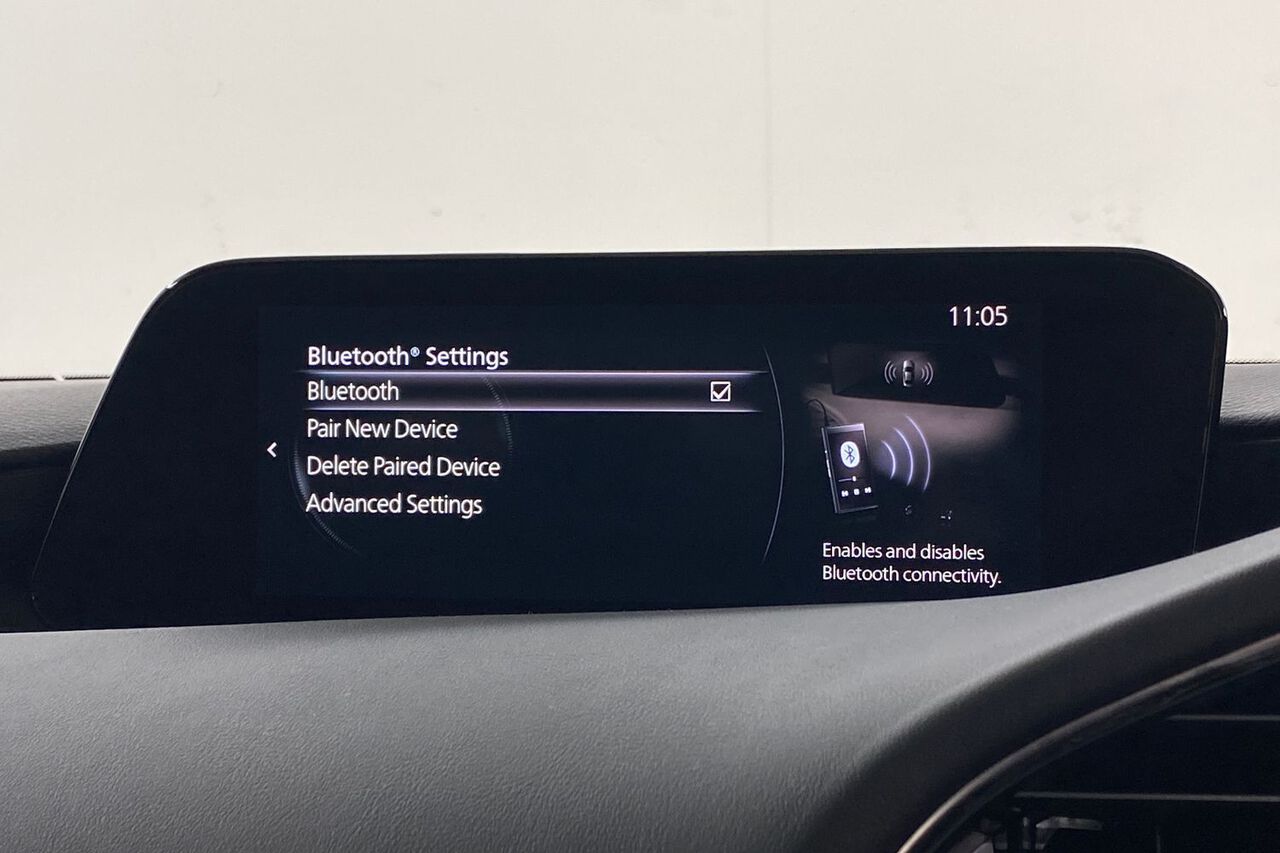 11:05
Bluetooth® Settings
Bluetooth
Pair New Device
Delete Paired Device
Advanced Settings
Enables and disables
Bluetooth connectivity.